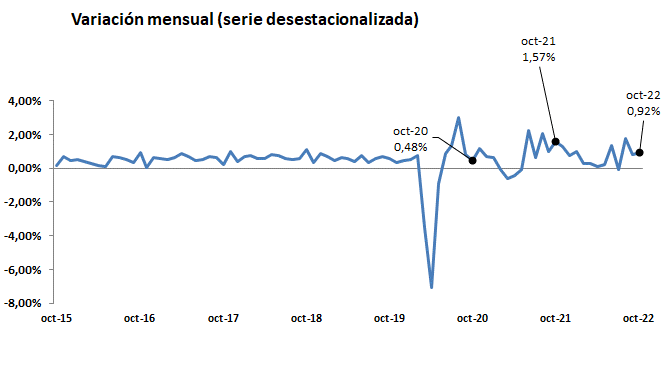 Variación mensual (serie desestacionalizada)
oct-21
1,57%
oct-22
0,92%
oct-20
0,48%
4,00%
2,00%
0,00%
-2,00%
-4,00%
-6,00%
-8,00%
oct-15 oct-16 oct-17 oct-18 oct-19 oct-20 oct-21 oct-22